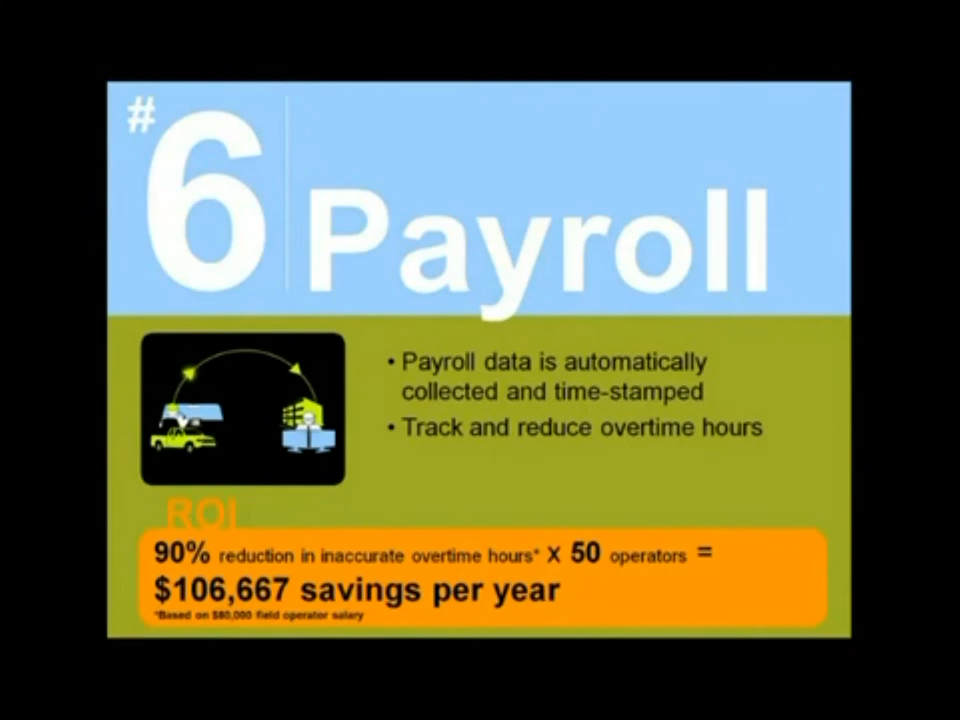 #6 Payroll
• Payroll data is automatically
collected and time-stamped
• Track and reduce overtime hours
ROI
90% reduction in inaccurate overtime hours* X 50 operators =
$106,667 savings per year
*Based on $80,000 field operator salary